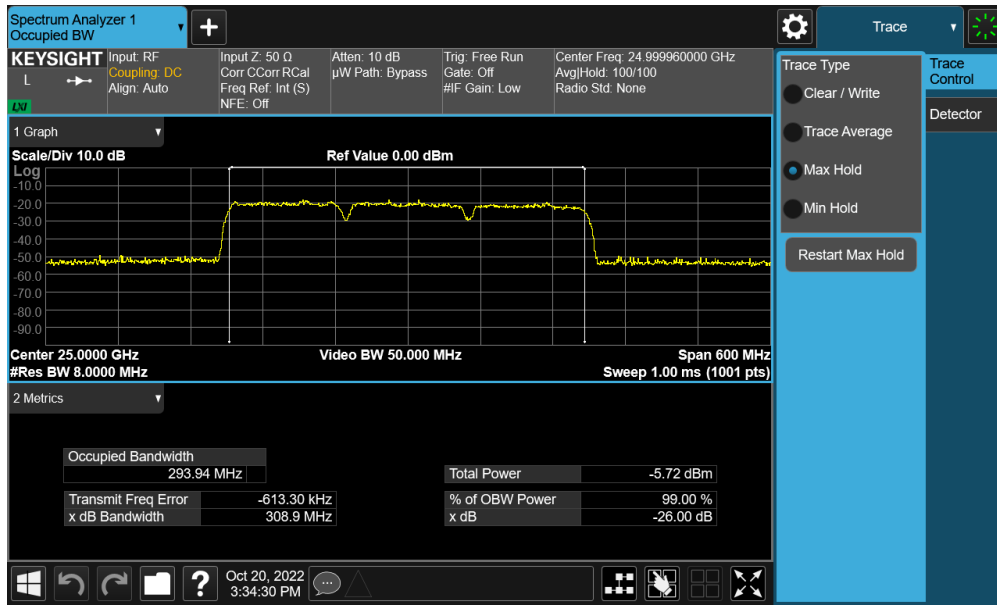 Spectrum Analyzer 1
Occupied BW
+
Trace
KEYSIGHT
L
LXI
Input: RF
Coupling: DC
Align: Auto
Input Z: 50 Ω
Corr CCorr RCal
Freq Ref: Int (S)
NFE: Off
Atten: 10 dB
µW Path: Bypass
Trig: Free Run
Gate: Off
#IF Gain: Low
Center Freq: 24.999960000 GHz
Avg|Hold: 100/100
Radio Std: None
1 Graph
Scale/Div 10.0 dB
Ref Value 0.00 dBm
Log
-10.0
-20.0
-30.0
-40.0
-50.0
-60.0
-70.0
-80.0
-90.0
Center 25.0000 GHz
Video BW 50.000 MHz
Span 600 MHz
#Res BW 8.0000 MHz
Sweep 1.00 ms (1001 pts)
2 Metrics
Occupied Bandwidth
293.94 MHz
Total Power -5.72 dBm
Transmit Freq Error -613.30 kHz
% of OBW Power 99.00 %
x dB Bandwidth 308.9 MHz
x dB -26.00 dB
Trace Type
Clear / Write
Trace Average
Max Hold
Min Hold
Restart Max Hold
Trace
Control
Detector
?
Oct 20, 2022
3:34:30 PM